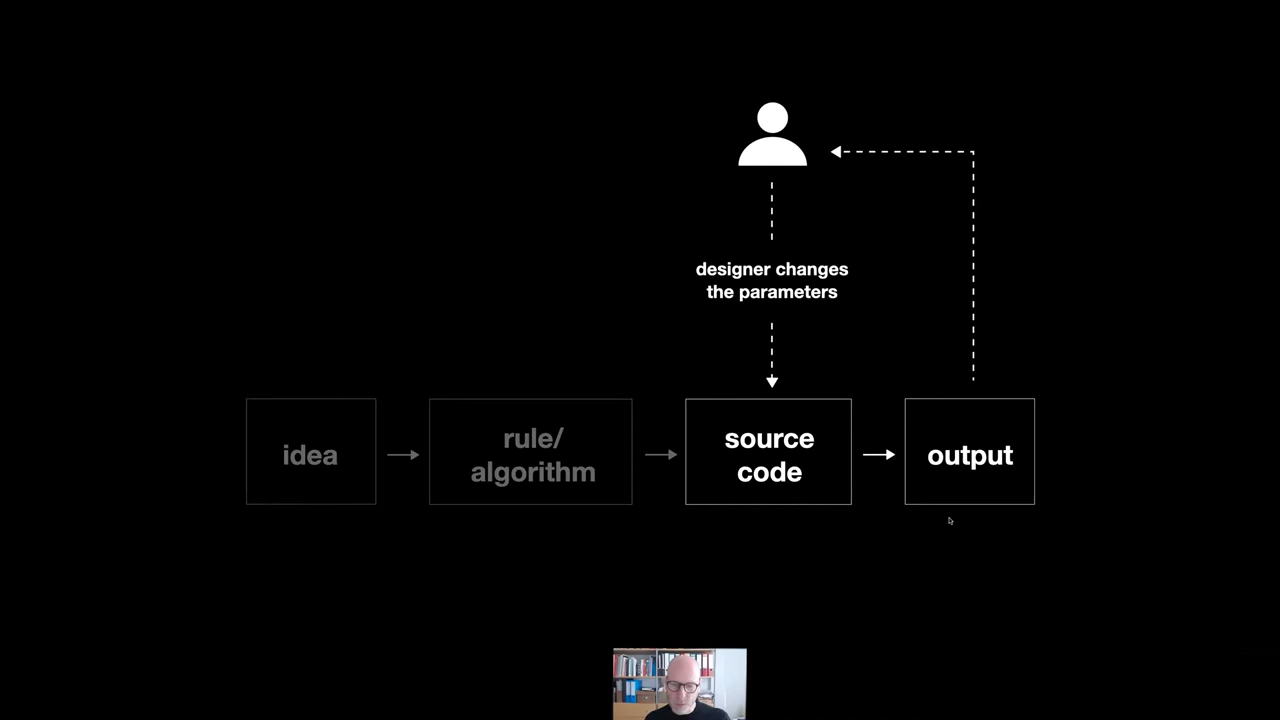 designer changes
the parameters
idea
rule/
algorithm
source
code
output